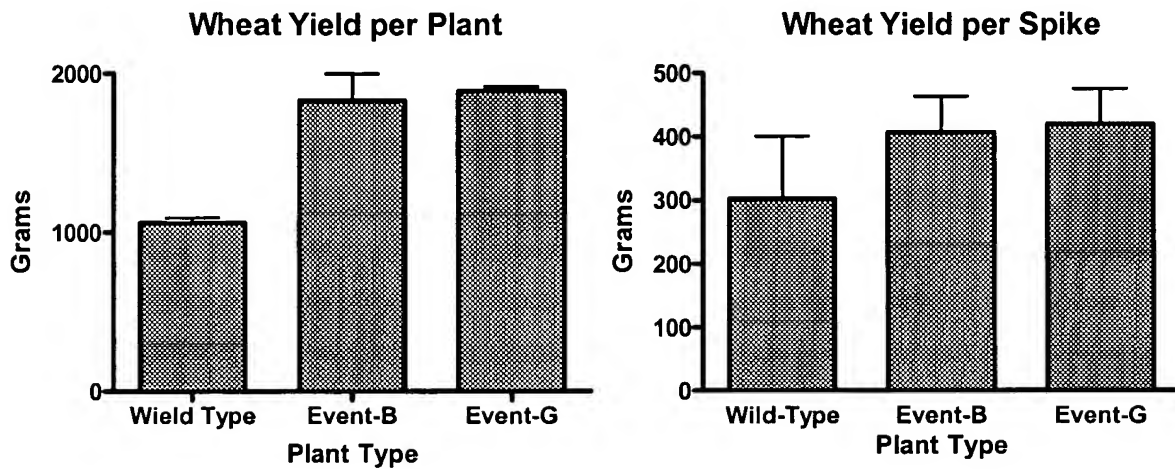 Wheat Yield per Plant
2000
1000
0
Grams
Wield Type Event-B Event-G
Plant Type
Wheat Yield per Spike
500
400
300
200
100
0
Grams
Wild-Type Event-B Event-G
Plant Type